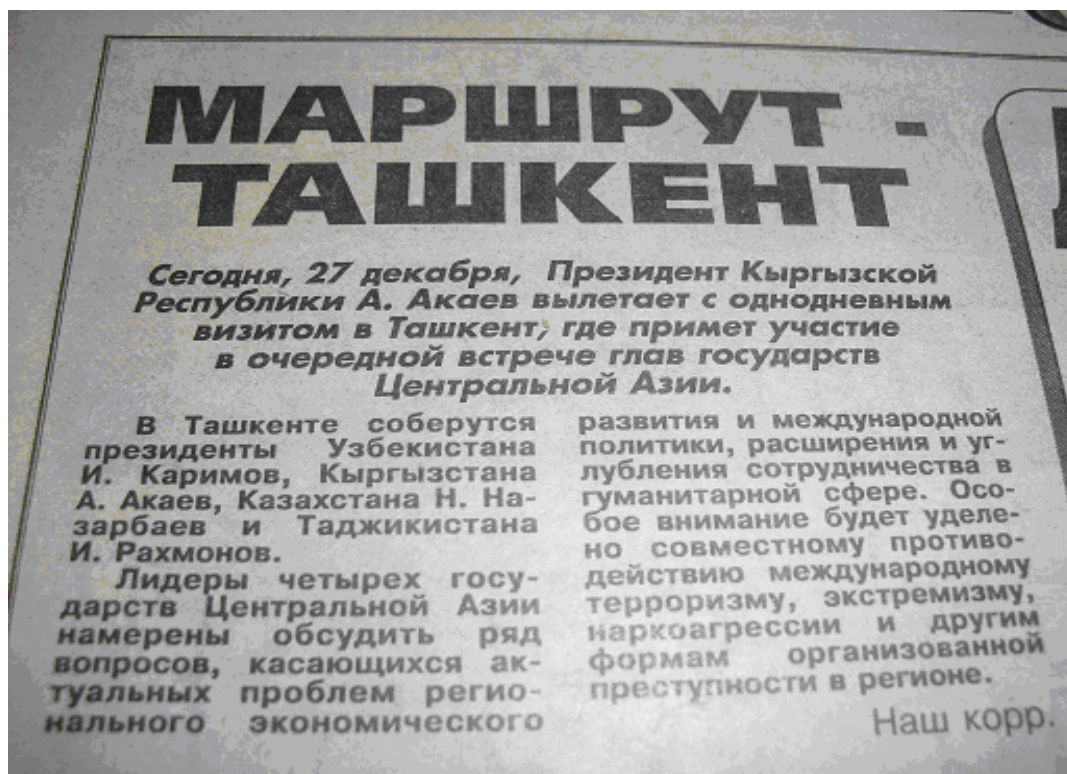 МАРШРУТ -
ТАШКЕНТ
Сегодня, 27 декабря, Президент Кыргызской
Республики А. Акаев вылетает с однодневным
визитом в Ташкент, где примет участие
в очередной встрече глав государств
Центральной Азии.
В Ташкенте соберутся
президенты Узбекистана
И. Каримов, Кыргызстана
А. Акаев, Казахстана Н. На-
зарбаев и Таджикистана
И. Рахмонов.
Лидеры четырех госу-
дарств Центральной Азии
намерены обсудить ряд
вопросов, касающихся ак-
туальных проблем регио-
нального экономического
развития и международной
политики, расширения и уг-
лубления сотрудничества в
гуманитарной сфере. Осо-
бое внимание будет уделе-
но совместному противо-
действию международному
терроризму, экстремизму,
наркоагрессии и другим
формам организованной
преступности в регионе.
Наш корр.